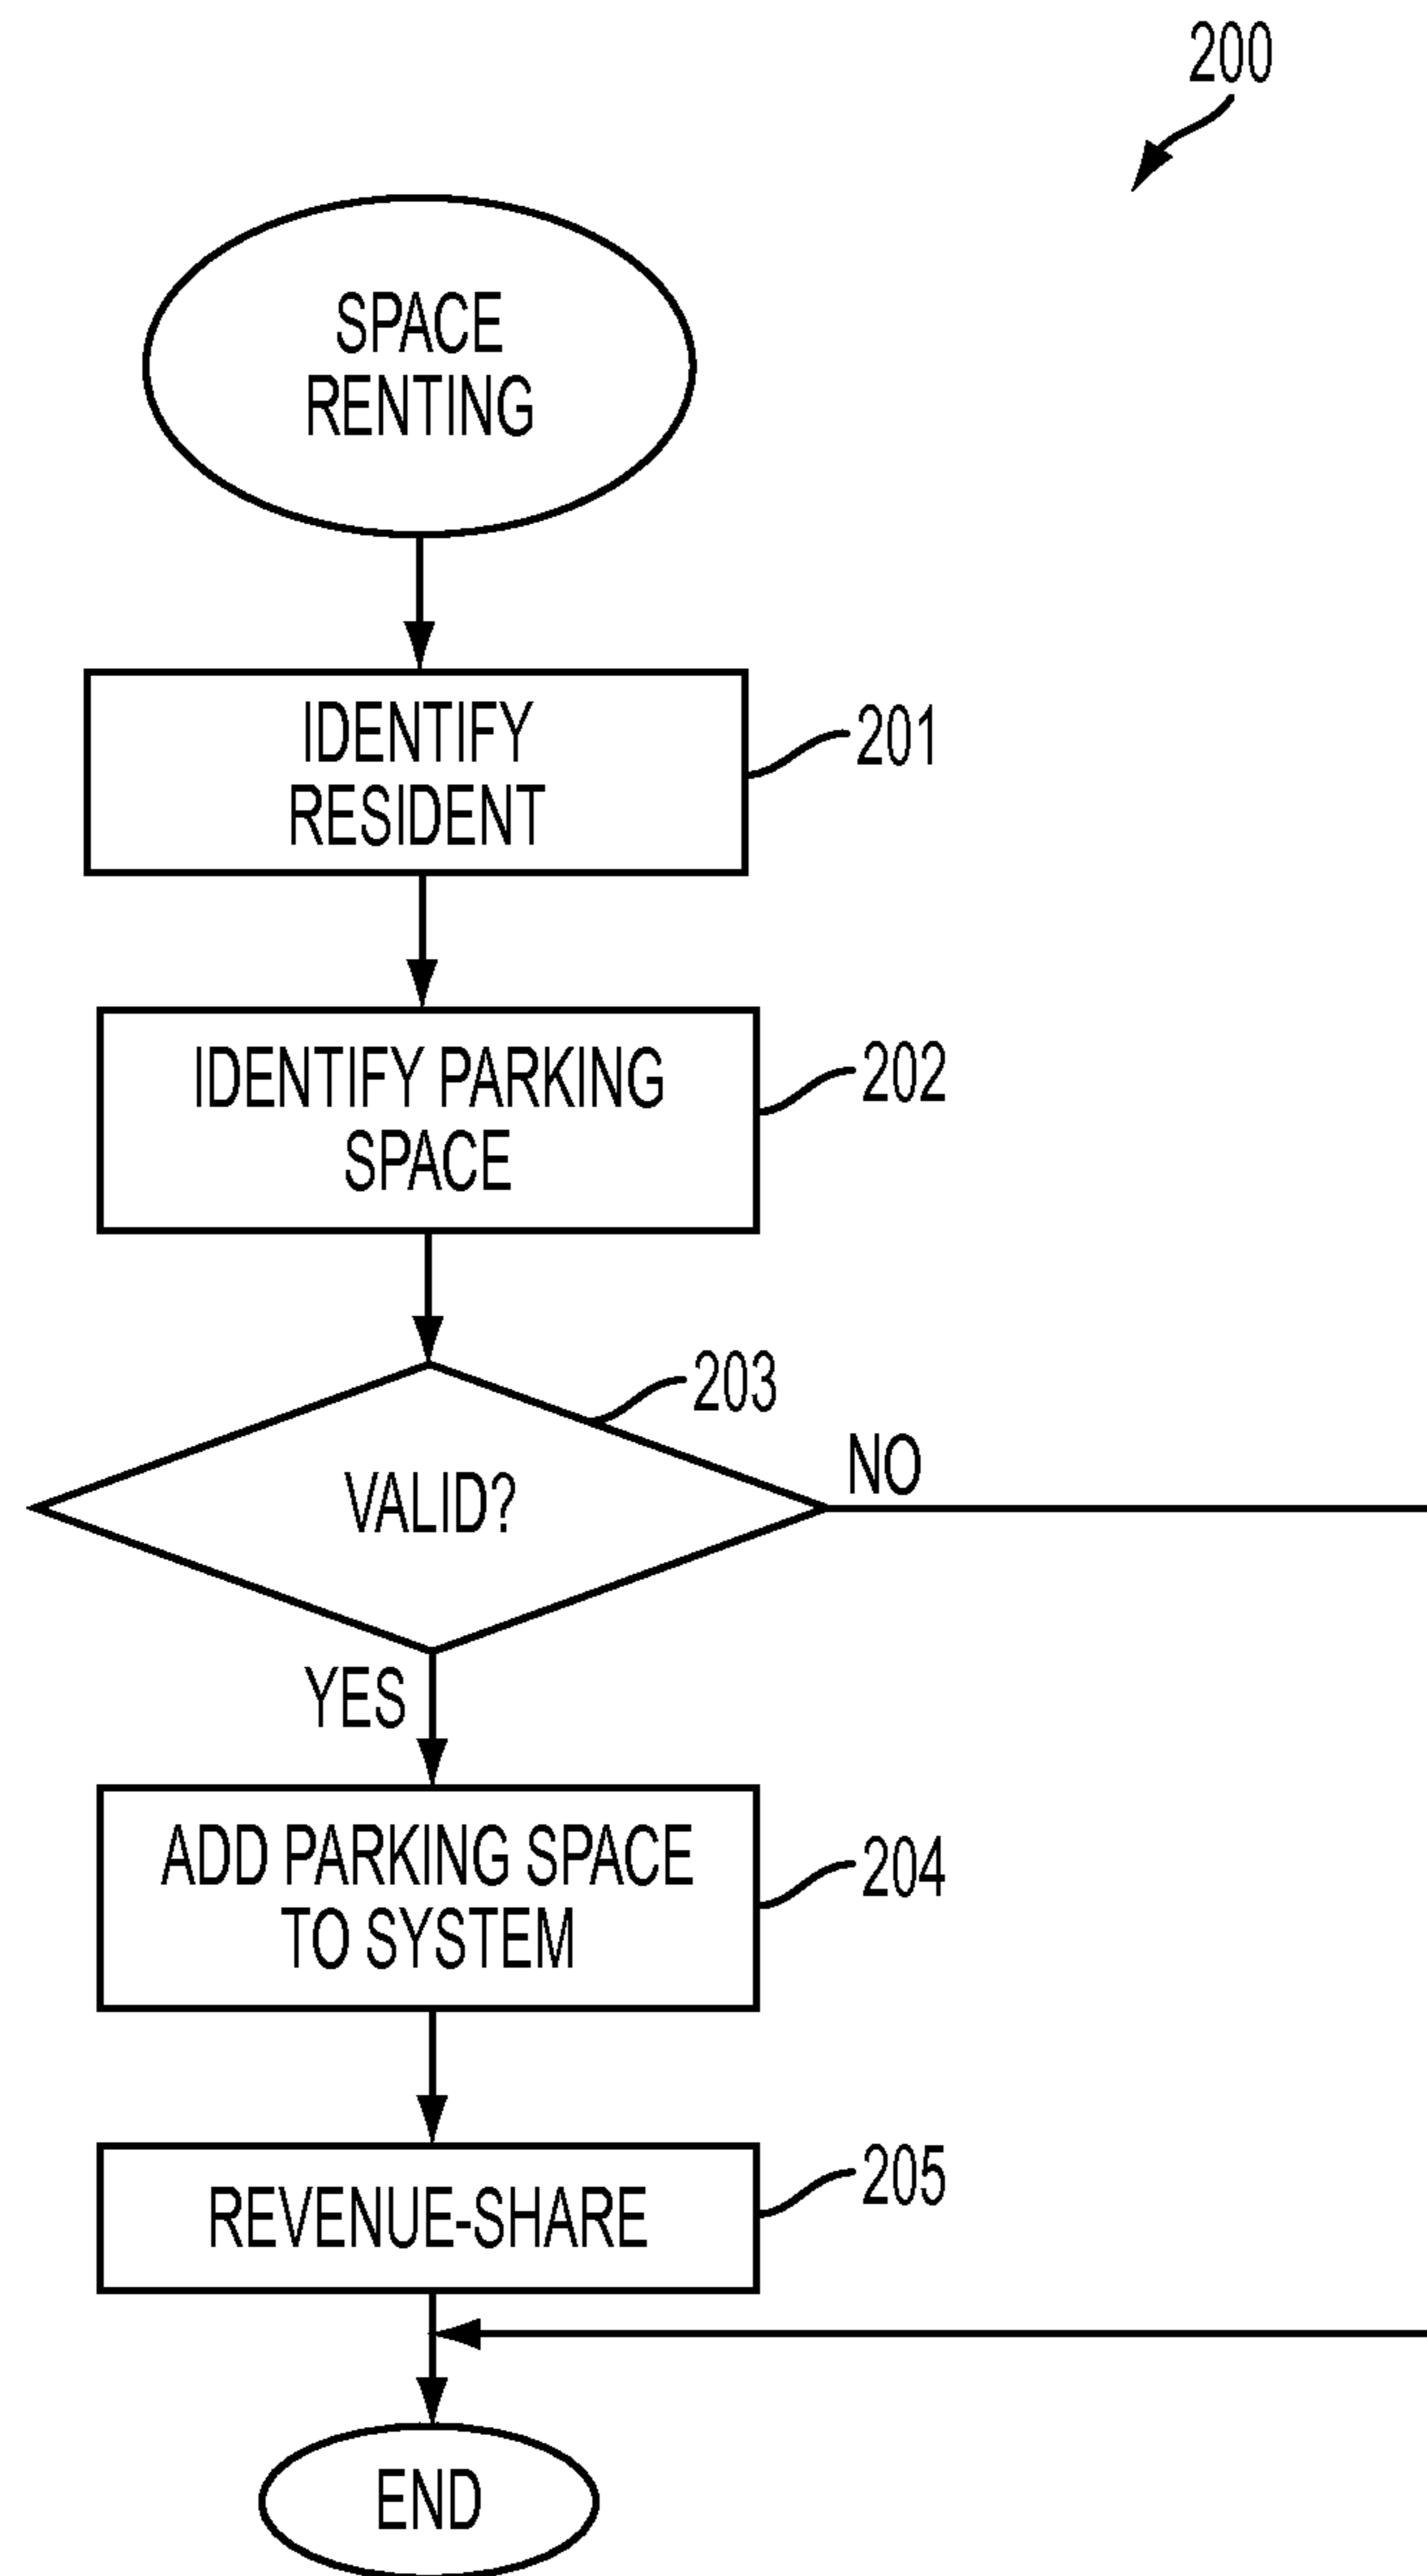 200
SPACE
RENTING
IDENTIFY
RESIDENT
201
IDENTIFY PARKING
SPACE
202
203
VALID?
NO
YES
ADD PARKING SPACE
TO SYSTEM
204
REVENUE-SHARE
205
END